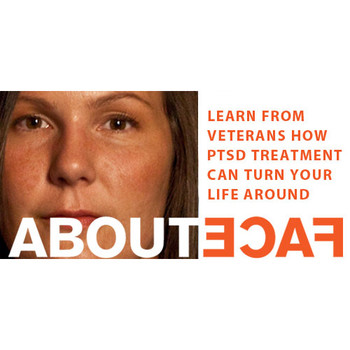 LEARN FROM
VETERANS HOW
PTSD TREATMENT
CAN TURN YOUR
LIFE AROUND
ABOUTFACE